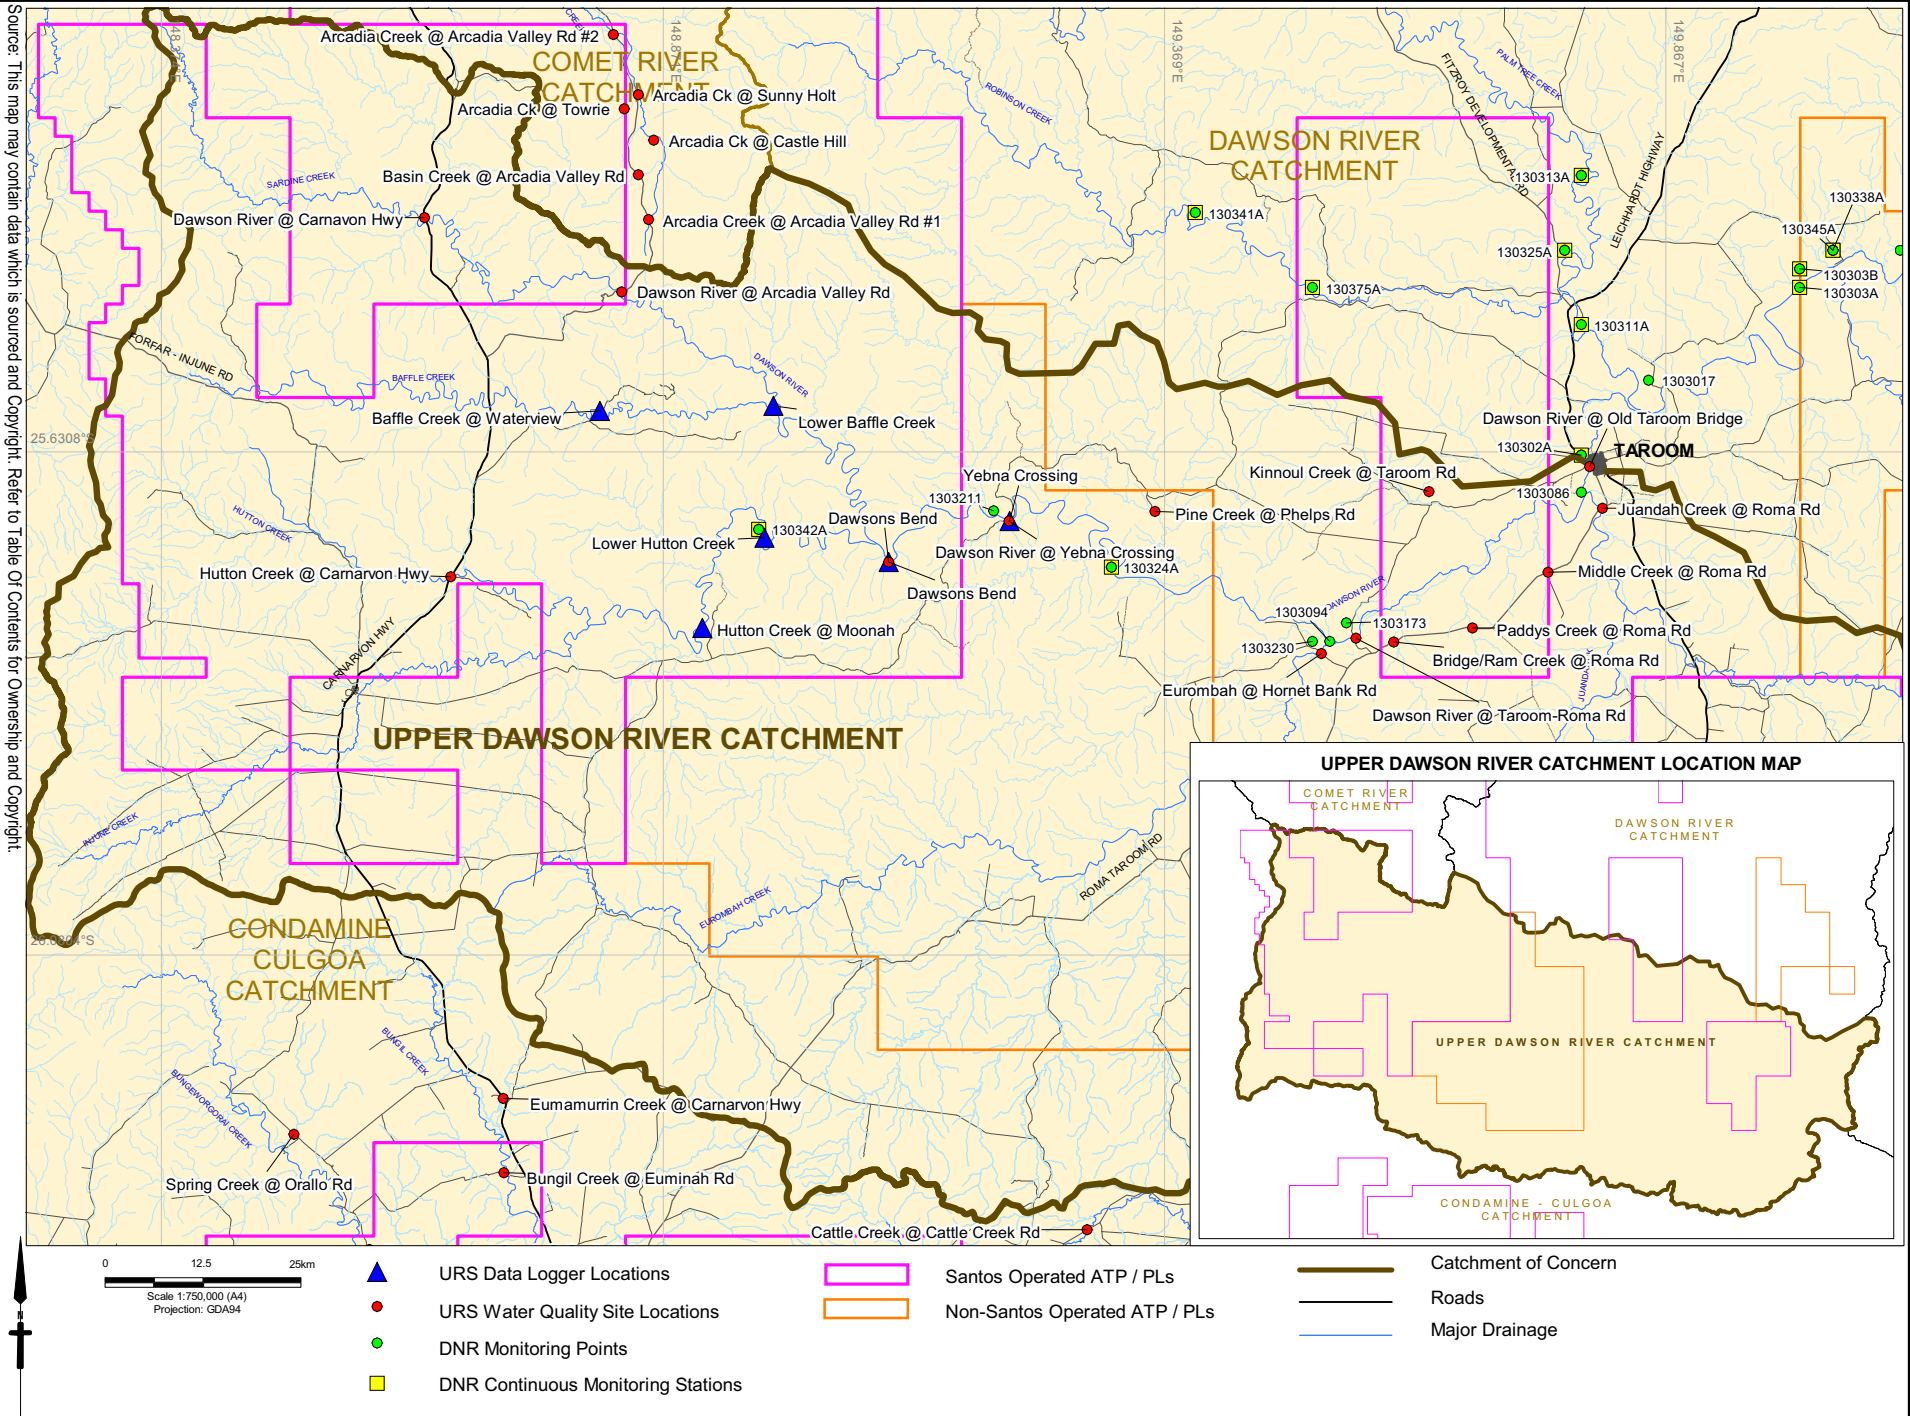 Source: This map may contain data which is sourced and Copyright. Refer to Table Of Contents for Ownership and Copyright.
149.369°E
149.867°E
Arcadia Creek @ Arcadia Valley Rd #2
COMET RIVER
CATCHMENT
Arcadia Ck @ Sunny Holt
Arcadia Ck @ Towrie
Arcadia Ck @ Castle Hill
Basin Creek @ Arcadia Valley Rd
Arcadia Creek @ Arcadia Valley Rd #1
SARDINE CREEK
Dawson River @ Carnavon Hwy
Dawson River @ Arcadia Valley Rd
ROBINSON CREEK
DAWSON RIVER
CATCHMENT
FITZROY DEVELOPMENTAL RD
PALM TREE CREEK
LEICHHARDT HIGHWAY
130313A
130341A
130325A
130375A
130311A
130338A
130345A
130303B
130303A
1303017
FORFAR - INJUNE RD
BAFFLE CREEK
DAWSON RIVER
Baffle Creek @ Waterview
Lower Baffle Creek
25.6308°S
Dawson River @ Old Taroom Bridge
130302A
TAROOM
Kinnoul Creek @ Taroom Rd
Yebna Crossing
1303211
1303086
Pine Creek @ Phelps Rd
Juandah Creek @ Roma Rd
HUTTON CREEK
Dawsons Bend
130342A
Lower Hutton Creek
Dawson River @ Yebna Crossing
130324A
Hutton Creek @ Carnarvon Hwy
Dawsons Bend
Middle Creek @ Roma Rd
DAWSON RIVER
1303094
1303173
Hutton Creek @ Moonah
Paddys Creek @ Roma Rd
1303230
Bridge/Ram Creek @ Roma Rd
CARNARVON HWY
Eurombah @ Hornet Bank Rd
Dawson River @ Taroom-Roma Rd
UPPER DAWSON RIVER CATCHMENT
INJUNE CREEK
EUROMBAH CREEK
ROMA TAROOM RD
CONDAMINE
CULGOA
CATCHMENT
BUNGIL CREEK
BUNGEWORGORAI CREEK
Eumamurrin Creek @ Carnarvon Hwy
Spring Creek @ Orallo Rd
Bungil Creek @ Euminah Rd
Cattle Creek @ Cattle Creek Rd
UPPER DAWSON RIVER CATCHMENT LOCATION MAP
COMET RIVER
CATCHMENT
DAWSON RIVER
CATCHMENT
UPPER DAWSON RIVER CATCHMENT
CONDAMINE - CULGOA
CATCHMENT
0 12.5 25km
Scale 1:750,000 (A4)
Projection: GDA94
N
URS Data Logger Locations
URS Water Quality Site Locations
DNR Monitoring Points
DNR Continuous Monitoring Stations
Santos Operated ATP / PLs
Non-Santos Operated ATP / PLs
Catchment of Concern
Roads
Major Drainage